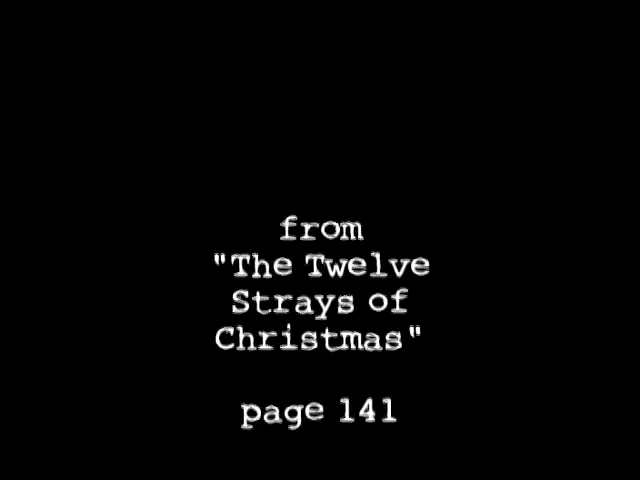 from
"The Twelve
Strays of
Christmas"
page 141